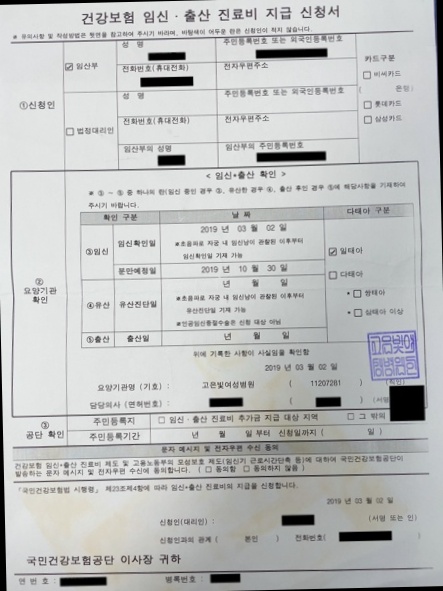 건강보험 임신 · 출산 진료비 지급 신청서
※ 유의사항 및 작성방법은 뒷면을 참고하여 주시기 바라며, 바탕색이 어두운 란은 신청인이 적지 않습니다.
①신청인
☑ 임산부
성 명
주민등록번호 또는 외국인등록번호
전화번호(휴대전화)
전자우편주소
카드구분
□ 비씨카드
( 은행)
□ 롯데카드
□ 삼성카드
□ 법정대리인
성 명
주민등록번호 또는 외국인등록번호
전화번호(휴대전화)
전자우편주소
임산부의 성명
임산부의 주민등록번호
② 요양기관 확인
< 임신•출산 확인 >
※ ③ ~ ⑤ 중 하나의 란(임신 중인 경우 ③, 유산한 경우 ④, 출산 후인 경우 ⑤에 해당사항을 기재하여
주시기 바랍니다.
확인 구분
날 짜
다태아 구분
③임신
임신확인일
2019 년 03 월 02 일
※초음파로 자궁 내 임신낭이 관찰된 이후부터
임신확인일 기재 가능
분만예정일
2019 년 10 월 30 일
☑ 일태아
□ 다태아
• □ 쌍태아
• □ 삼태아 이상
④유산
유산진단일
년 월 일
※초음파로 자궁 내 임신낭이 관찰된 이후부터
유산진단일 기재 가능
※인공임신중절수술은 신청 대상 아님
⑤출산
출산일
년 월 일
위에 기록한 사항이 사실임을 확인함
2019 년 03 월 02 일
요양기관명 (기호) : 고은빛여성병원 ( 11207281 ) (직인)
담당의사 (면허번호) : ( ) (서명
③ 공단 확인
주민등록지
□ 임신 · 출산 진료비 추가금 지급 대상 지역
□ 그 밖의
주민등록기간
년 월 일 부터 신청일까지 ( 일 )
문자 메시지 및 전자우편 수신 동의
건강보험 임신•출산 진료비 제도 및 고용노동부의 모성보호 제도(임신기 근로시간단축 등)에 대하여 국민건강보험공단이
발송하는 문자 메시지 및 전자우편 수신에 동의합니다. ( □ 동의함 □ 동의하지 않음 )
「국민건강보험법 시행령」 제23조제4항에 따라 임신•출산 진료비의 지급을 신청합니다.
2019 년 03 월 02 일
신청인(대리인) : (서명 또는 인)
신청인과의 관계 ( 본인 ) 전화번호( )
국민건강보험공단 이사장 귀하
연 번 호 :
병록번호 :